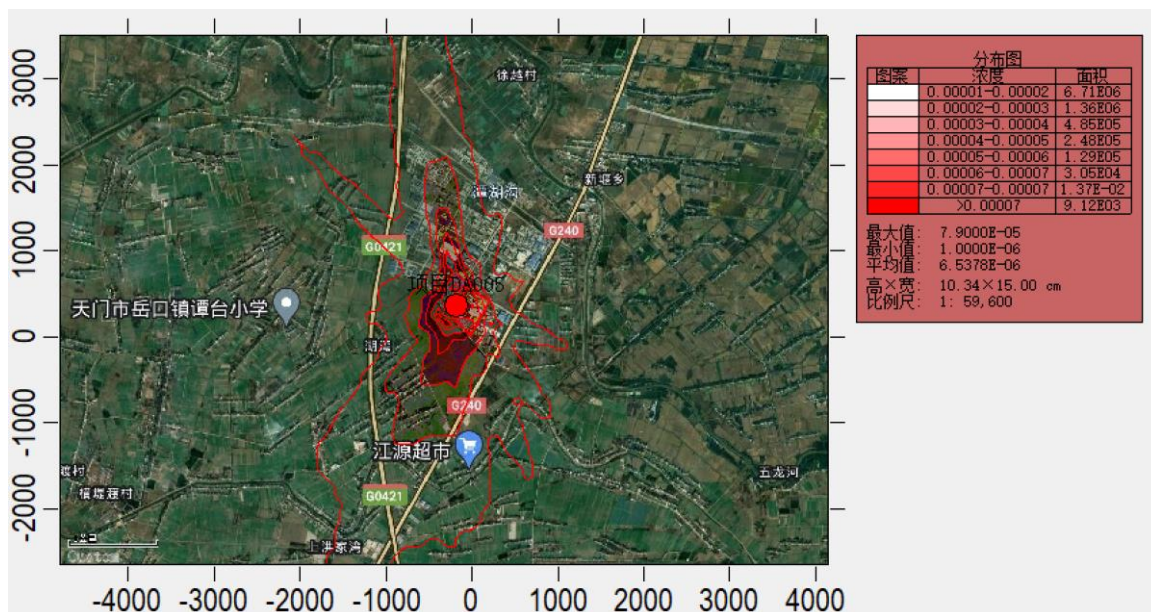 3000
2000
1000
0
-1000
-2000
-4000 -3000 -2000 -1000 0 1000 2000 3000 4000
徐越村
新堰乡
G0421
G240
项目DA008
天门市岳口镇谭台小学
G240
江源超市
G0421
五龙河
上洪家湾
Custom
分布图
图案 浓度 面积
0.00001-0.00002 6.71E06
0.00002-0.00003 1.36E06
0.00003-0.00004 4.85E05
0.00004-0.00005 2.48E05
0.00005-0.00006 1.29E05
0.00006-0.00007 3.05E04
0.00007-0.00007 1.37E-02
>0.00007 9.12E03
最大值: 7.9000E-05
最小值: 1.0000E-06
平均值: 6.5378E-06
高×宽: 10.34×15.00 cm
比例尺: 1: 59,600